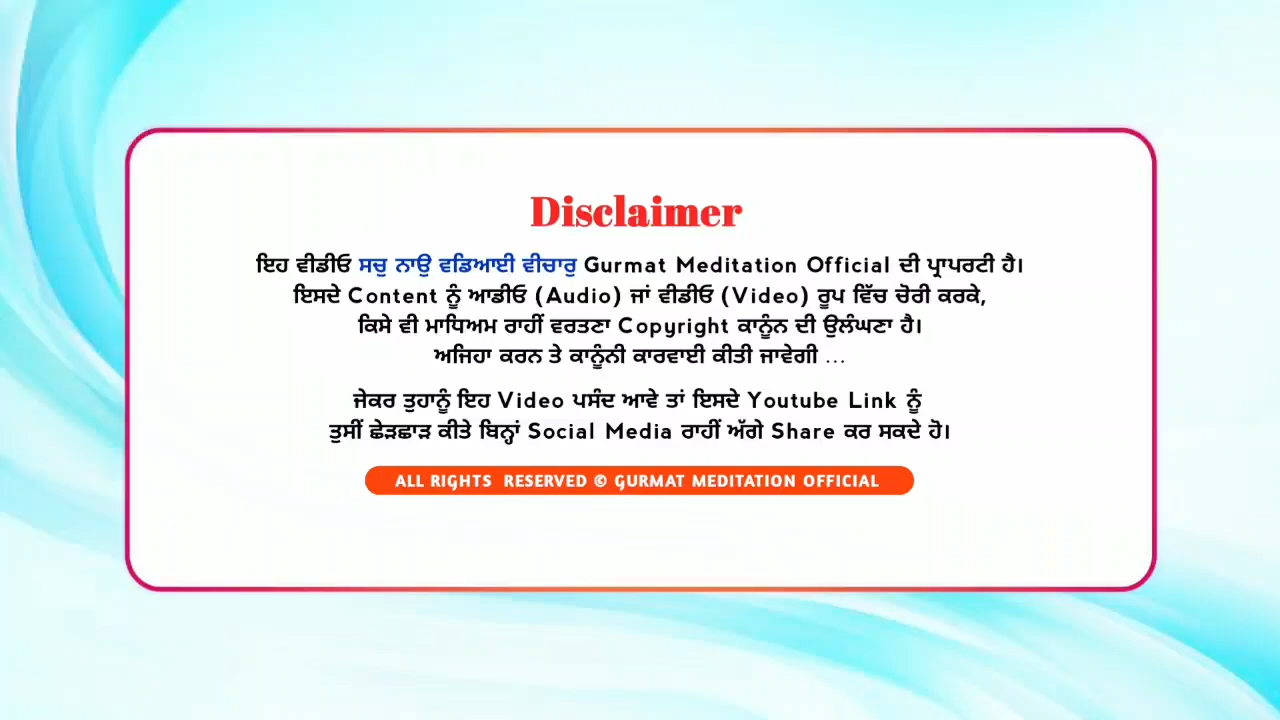 Disclaimer
ਇਹ ਵੀਡੀਓ ਸਚੁ ਨਾਉ ਵਡਿਆਈ ਵੀਚਾਰੁ Gurmat Meditation Official ਦੀ ਪ੍ਰਾਪਰਟੀ ਹੈ।
ਇਸਦੇ Content ਨੂੰ ਆਡੀਓ (Audio) ਜਾਂ ਵੀਡੀਓ (Video) ਰੂਪ ਵਿੱਚ ਚੋਰੀ ਕਰਕੇ,
ਕਿਸੇ ਵੀ ਮਾਧਿਅਮ ਰਾਹੀਂ ਵਰਤਣਾ Copyright ਕਾਨੂੰਨ ਦੀ ਉਲੰਘਣਾ ਹੈ।
ਅਜਿਹਾ ਕਰਨ ਤੇ ਕਾਨੂੰਨੀ ਕਾਰਵਾਈ ਕੀਤੀ ਜਾਵੇਗੀ ...
ਜੇਕਰ ਤੁਹਾਨੂੰ ਇਹ Video ਪਸੰਦ ਆਵੇ ਤਾਂ ਇਸਦੇ Youtube Link ਨੂੰ
ਤੁਸੀਂ ਛੇੜਛਾੜ ਕੀਤੇ ਬਿਨ੍ਹਾਂ Social Media ਰਾਹੀਂ ਅੱਗੇ Share ਕਰ ਸਕਦੇ ਹੋ।
ALL RIGHTS RESERVED © GURMAT MEDITATION OFFICIAL